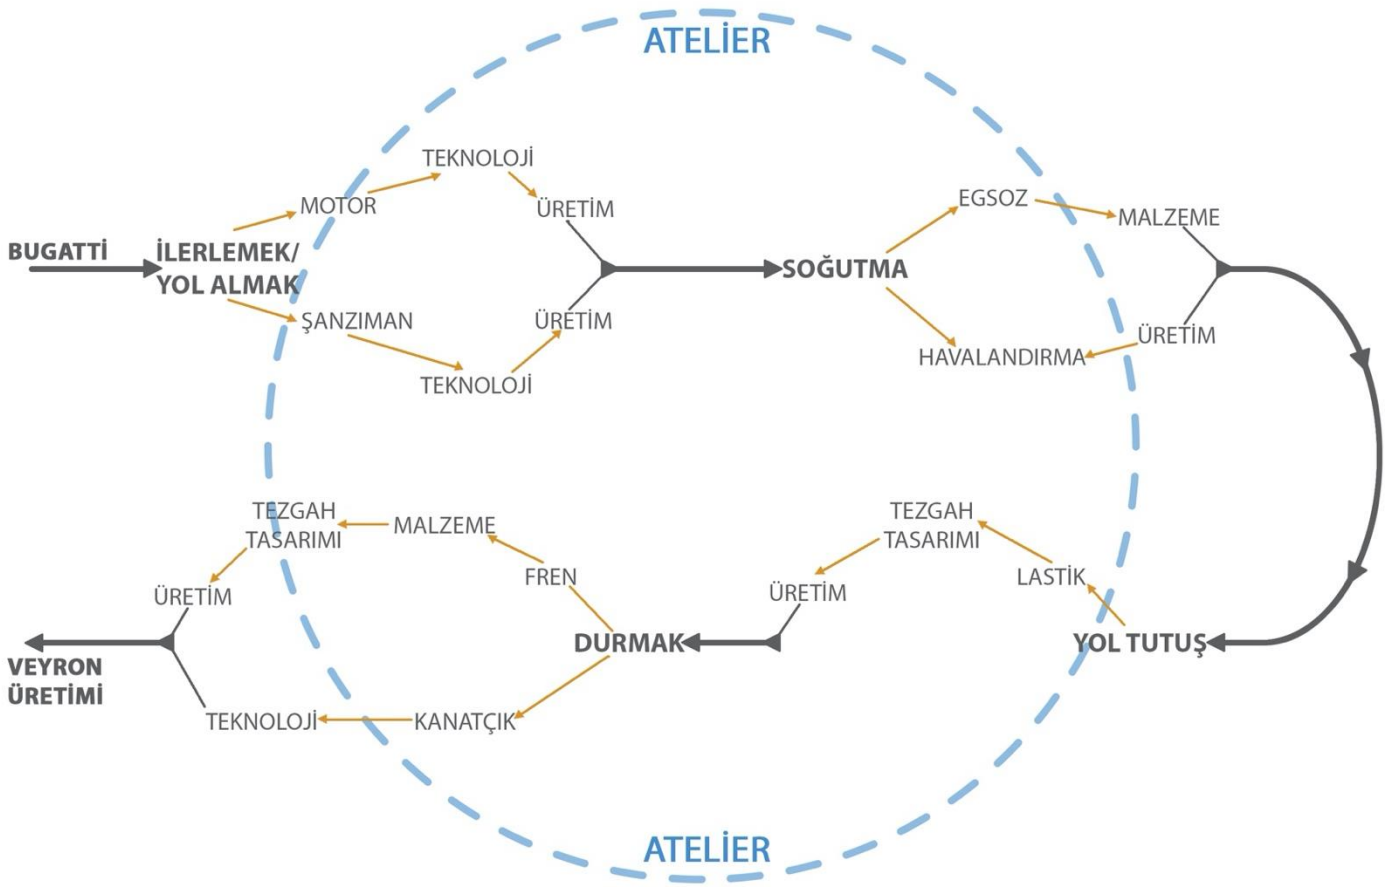 ATELİER
TEKNOLOJİ
MOTOR
ÜRETİM
EGSOZ
MALZEME
BUGATTİ
İLERLEMEK/
YOL ALMAK
SOĞUTMA
ŞANZIMAN
ÜRETİM
TEKNOLOJİ
HAVALANDIRMA
ÜRETİM
TEZGAH
TASARIMI
MALZEME
FREN
ÜRETİM
TEZGAH
TASARIMI
LASTİK
ÜRETİM
DURMAK
YOL TUTUŞ
VEYRON
ÜRETİMİ
TEKNOLOJİ
KANATÇIK
ATELİER